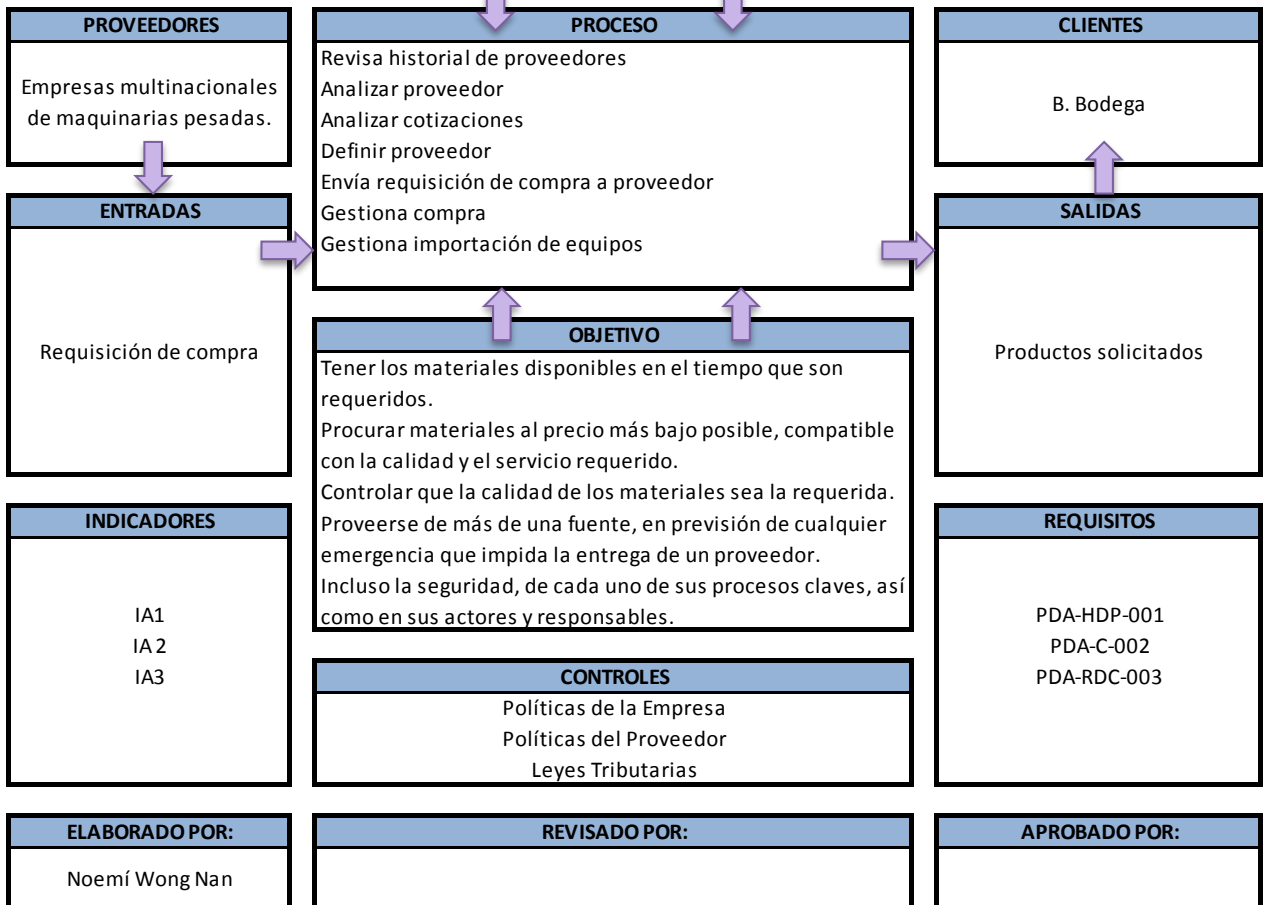 PROVEEDORES
Empresas multinacionales
de maquinarias pesadas.
PROCESO
Revisa historial de proveedores
Analizar proveedor
Analizar cotizaciones
Definir proveedor
Envía requisición de compra a proveedor
Gestiona compra
Gestiona importación de equipos
CLIENTES
B. Bodega
ENTRADAS
Requisición de compra
OBJETIVO
Tener los materiales disponibles en el tiempo que son
requeridos.
Procurar materiales al precio más bajo posible, compatible
con la calidad y el servicio requerido.
Controlar que la calidad de los materiales sea la requerida.
Proveerse de más de una fuente, en previsión de cualquier
emergencia que impida la entrega de un proveedor.
Incluso la seguridad, de cada uno de sus procesos claves, así
como en sus actores y responsables.
SALIDAS
Productos solicitados
INDICADORES
IA1
IA 2
IA3
CONTROLES
Políticas de la Empresa
Políticas del Proveedor
Leyes Tributarias
REQUISITOS
PDA-HDP-001
PDA-C-002
PDA-RDC-003
ELABORADO POR:
Noemí Wong Nan
REVISADO POR:
APROBADO POR: